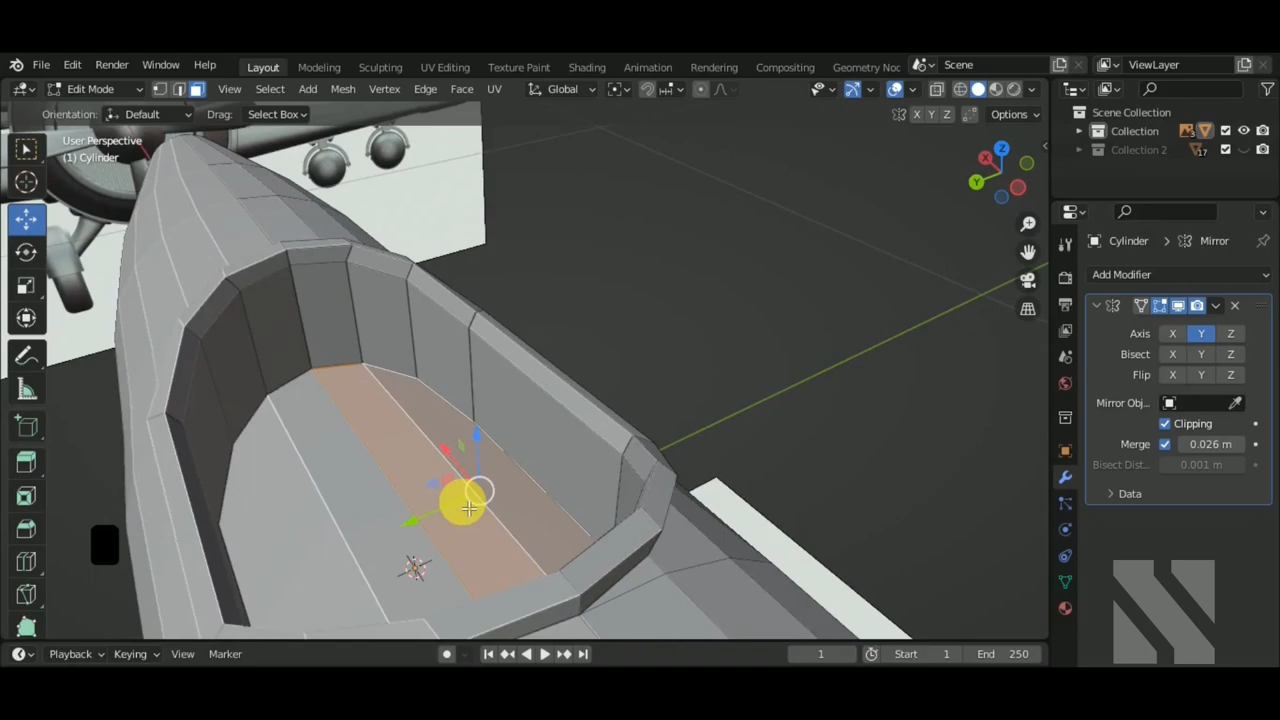 File Edit Render Window Help Layout Modeling Sculpting UV Editing Texture Paint Shading Animation Rendering Compositing Geometry Noc Scene ViewLayer
Edit Mode View Select Add Mesh Vertex Edge Face UV Global
Orientation: Default Drag: Select Box X Y Z Options
Scene Collection
Collection 3
Collection 2 17
User Perspective
(1) Cylinder
Z
X
Y
Cylinder > Mirror
Add Modifier
Axis X Y Z
Bisect X Y Z
Flip X Y Z
Mirror Obj...
Clipping
Merge 0.026 m
Bisect Dist... 0.001 m
Data
Playback Keying View Marker 1 Start 1 End 250